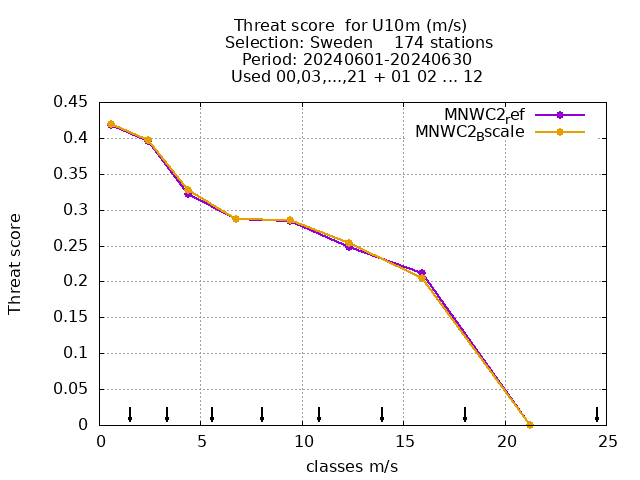 Threat score  for U10m (m/s)
Selection: Sweden    174 stations
Period: 20240601-20240630
Used 00,03,...,21 + 01 02 ... 12
MNWC2ref
MNWC2Bscale
0.45
0.4
0.35
0.3
0.25
0.2
0.15
0.1
0.05
0
Threat score
0 5 10 15 20 25
classes m/s